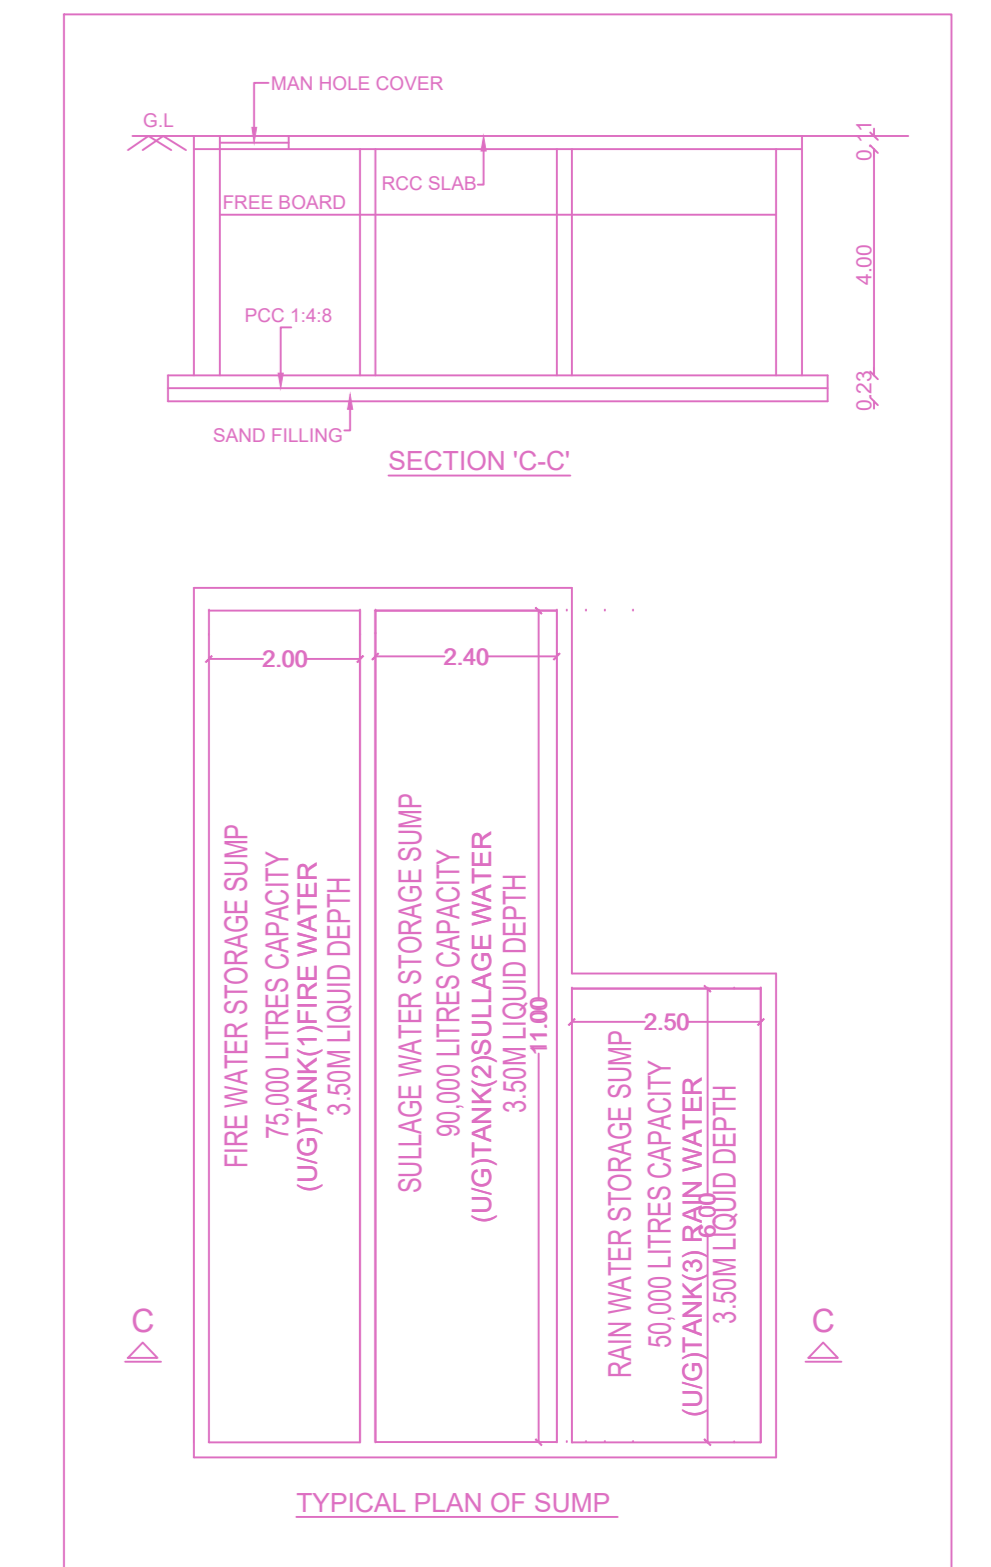 MAN HOLE COVER
G.L
0.11
RCC SLAB
FREE BOARD
4.00
PCC 1:4:8
0.23
SAND FILLING
SECTION 'C-C'
2.00
2.40
FIRE WATER STORAGE SUMP
75,000 LITRES CAPACITY
(U/G)TANK(1)FIRE WATER
3.50M LIQUID DEPTH
SULLAGE WATER STORAGE SUMP
90,000 LITRES CAPACITY
(U/G)TANK(2)SULLAGE WATER
3.50M LIQUID DEPTH
11.00
2.50
RAIN WATER STORAGE SUMP
50,000 LITRES CAPACITY
(U/G)TANK(3) RAIN WATER
6.00
3.50M LIQUID DEPTH
C
C
TYPICAL PLAN OF SUMP